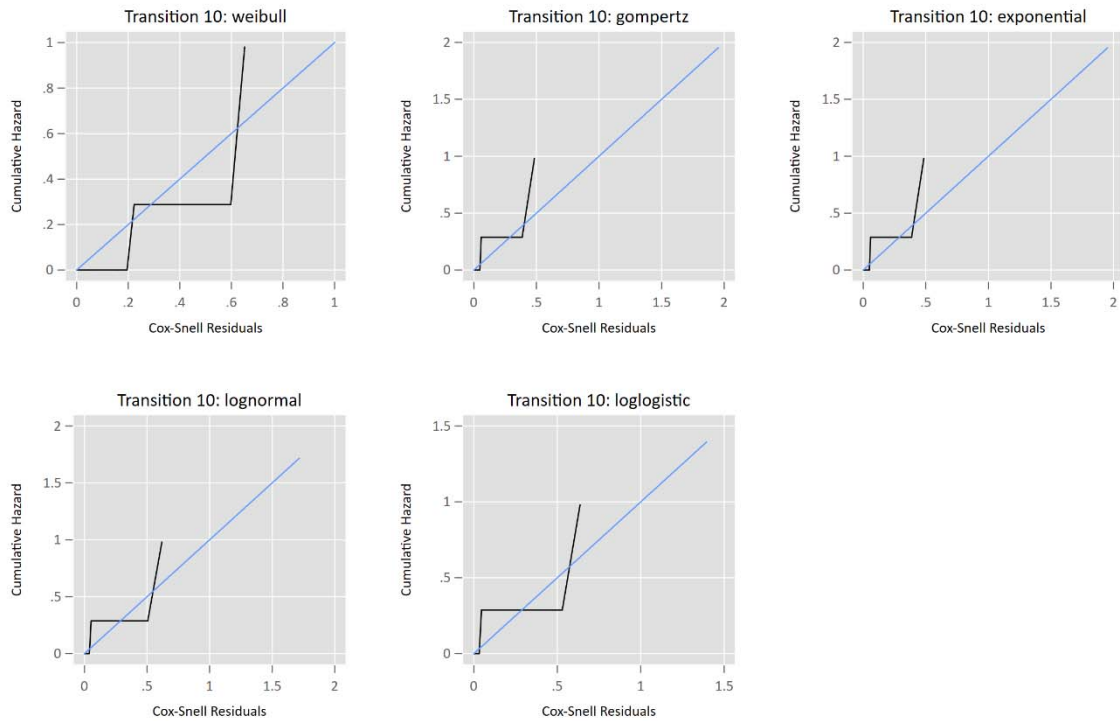 Transition 10: weibull
Cumulative Hazard
1
.8
.6
.4
.2
0
0 .2 .4 .6 .8 1
Cox-Snell Residuals
Transition 10: gompertz
Cumulative Hazard
2
1.5
1
.5
0
0 .5 1 1.5 2
Cox-Snell Residuals
Transition 10: exponential
Cumulative Hazard
2
1.5
1
.5
0
0 .5 1 1.5 2
Cox-Snell Residuals
Transition 10: lognormal
Cumulative Hazard
2
1.5
1
.5
0
0 .5 1 1.5 2
Cox-Snell Residuals
Transition 10: loglogistic
Cumulative Hazard
1.5
1
.5
0
0 .5 1 1.5
Cox-Snell Residuals